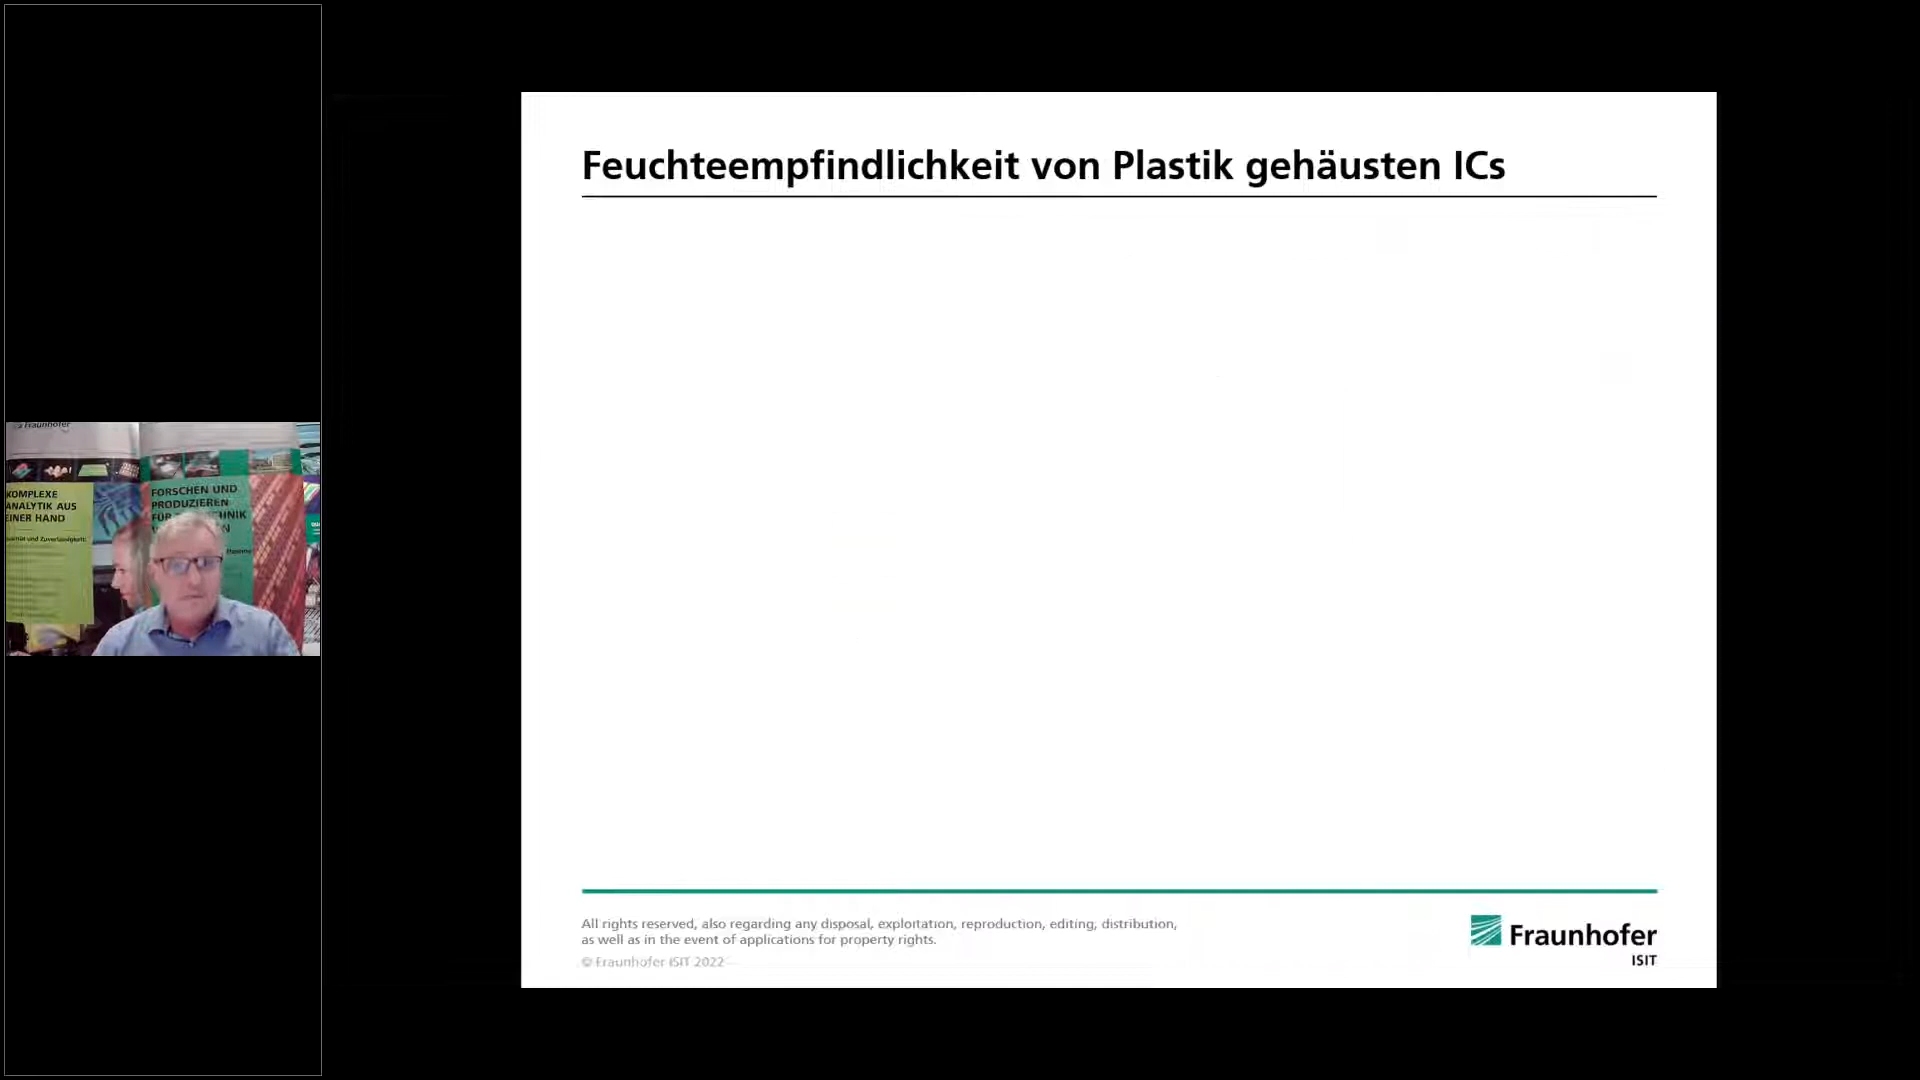 Fraunhofer
KOMPLEXE
ANALYTIK AUS
EINER HAND
FORSCHEN UND
PRODUZIEREN
Feuchteempfindlichkeit von Plastik gehäusten ICs
All rights reserved, also regarding any disposal, exploitation, reproduction, editing, distribution,
as well as in the event of applications for property rights.
© Fraunhofer ISIT 2022
Fraunhofer
ISIT